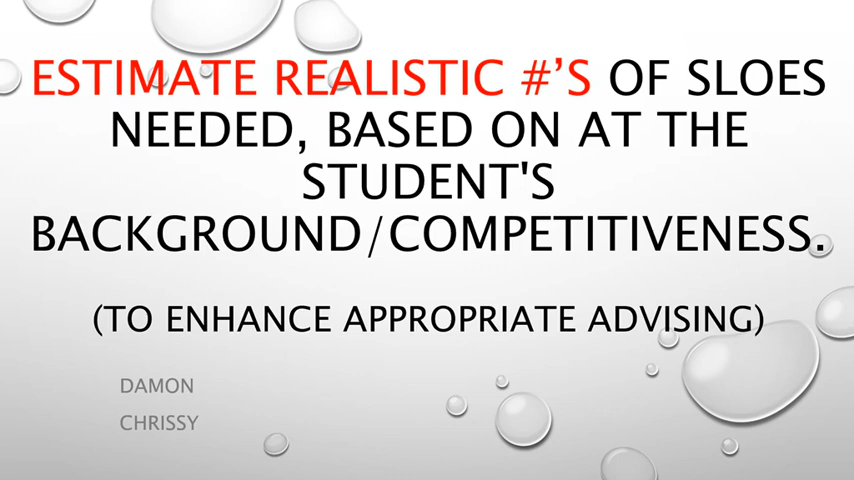 ESTIMATE REALISTIC #’S OF SLOES
NEEDED, BASED ON AT THE
STUDENT'S
BACKGROUND/COMPETITIVENESS.
(TO ENHANCE APPROPRIATE ADVISING)
DAMON
CHRISSY